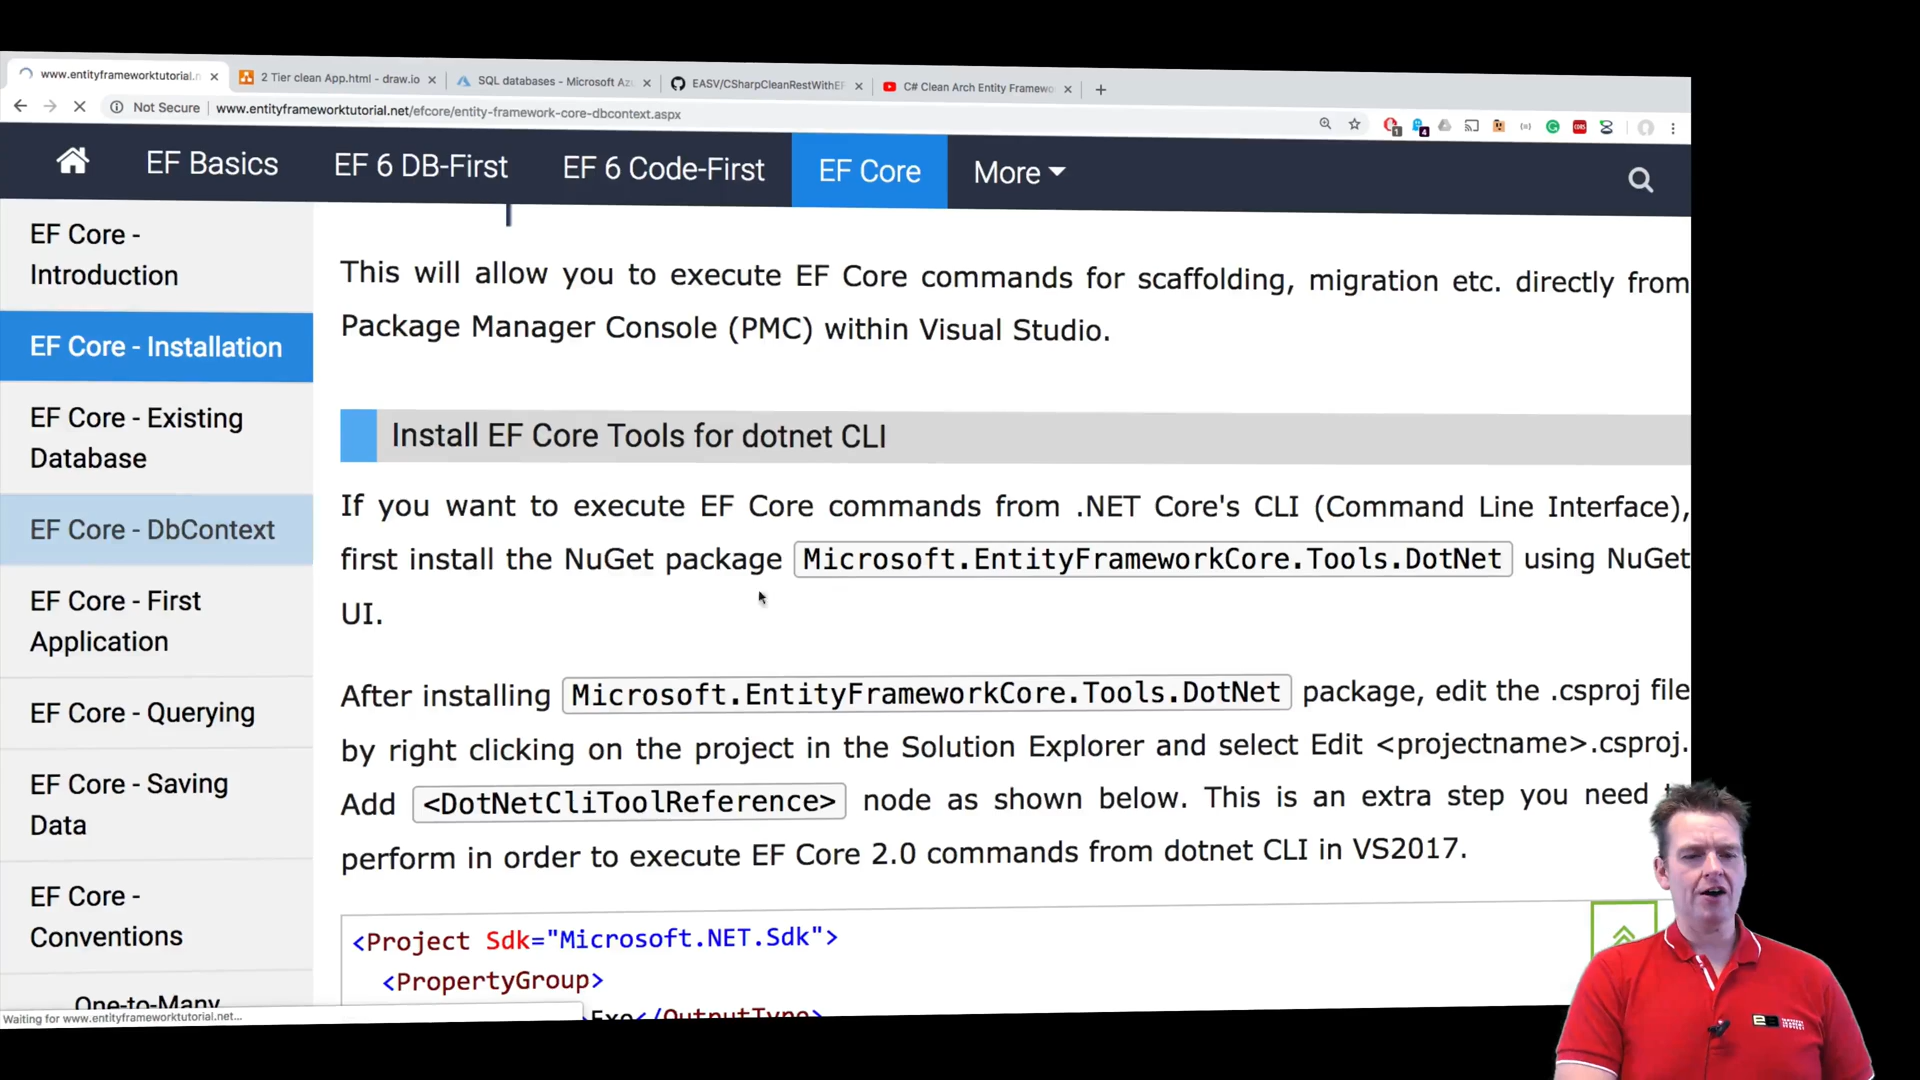 www.entityframeworktutorial.n
2 Tier clean App.html - draw.io
SQL databases - Microsoft Azu
EASV/CSharpCleanRestWithEF
C# Clean Arch Entity Framewo
Not Secure
www.entityframeworktutorial.net/efcore/entity-framework-core-dbcontext.aspx
EF Basics
EF 6 DB-First
EF 6 Code-First
EF Core
More
EF Core -
Introduction
EF Core - Installation
EF Core - Existing
Database
EF Core - DbContext
EF Core - First
Application
EF Core - Querying
EF Core - Saving
Data
EF Core -
Conventions
One-to-Many
This will allow you to execute EF Core commands for scaffolding, migration etc. directly from
Package Manager Console (PMC) within Visual Studio.
Install EF Core Tools for dotnet CLI
If you want to execute EF Core commands from .NET Core's CLI (Command Line Interface),
first install the NuGet package Microsoft.EntityFrameworkCore.Tools.DotNet using NuGet
UI.
After installing Microsoft.EntityFrameworkCore.Tools.DotNet package, edit the .csproj file
by right clicking on the project in the Solution Explorer and select Edit <projectname>.csproj.
Add <DotNetCliToolReference> node as shown below. This is an extra step you need
perform in order to execute EF Core 2.0 commands from dotnet CLI in VS2017.
<Project Sdk="Microsoft.NET.Sdk">
<PropertyGroup>
Exe</OutputType>
Waiting for www.entityframeworktutorial.net...